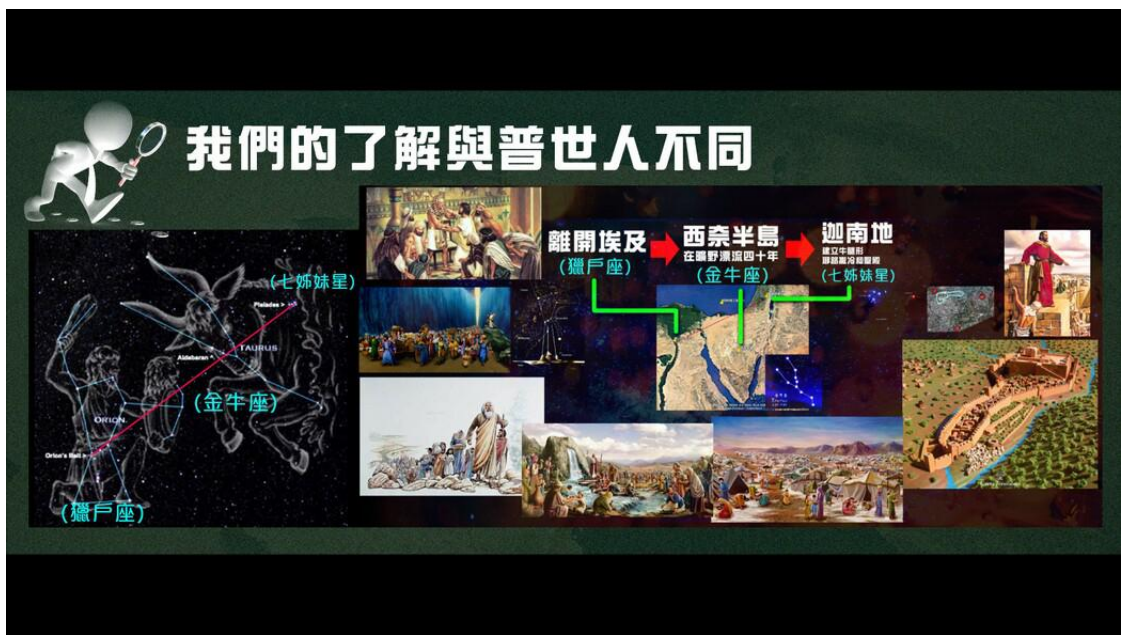 我們的了解與普世人不同
(七姊妹星)
Pleiades >
Aldebaran ^
TAURUS
(金牛座)
ORION
Orion's Belt >
(獵戶座)
離開埃及
(獵戶座)
西奈半島
在曠野漂流四十年
(金牛座)
迦南地
(七姊妹星)